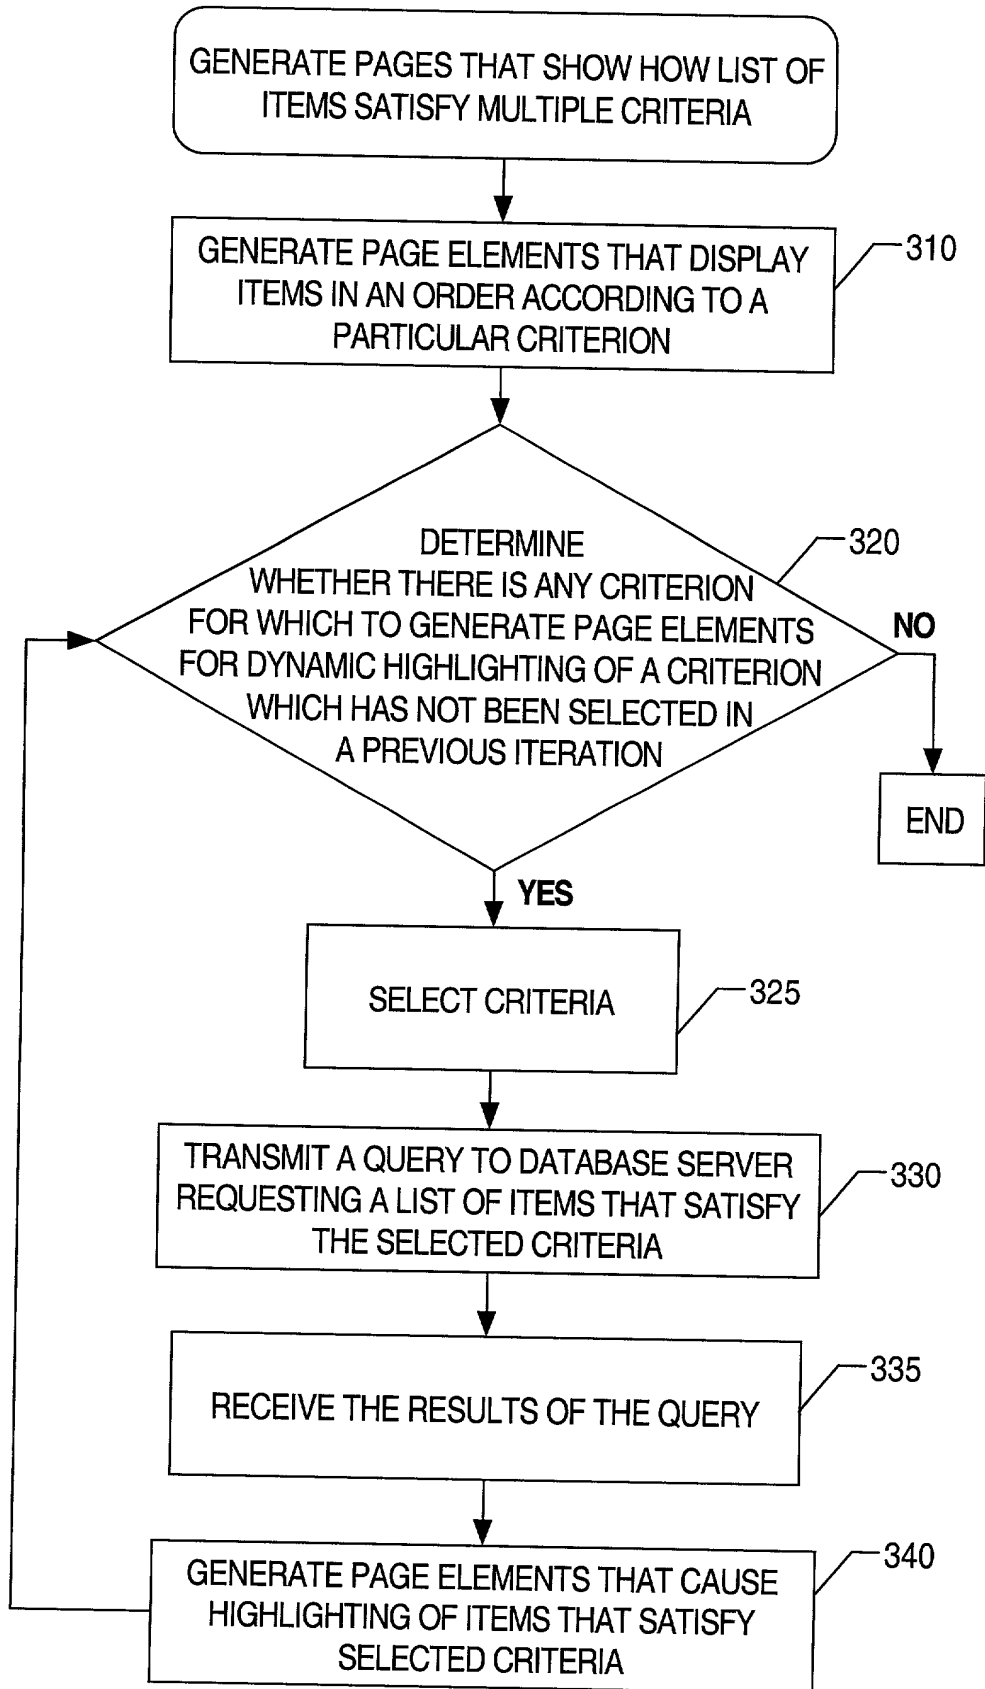 GENERATE PAGES THAT SHOW HOW LIST OF
ITEMS SATISFY MULTIPLE CRITERIA
GENERATE PAGE ELEMENTS THAT DISPLAY
ITEMS IN AN ORDER ACCORDING TO A
PARTICULAR CRITERION
310
DETERMINE
WHETHER THERE IS ANY CRITERION
FOR WHICH TO GENERATE PAGE ELEMENTS
FOR DYNAMIC HIGHLIGHTING OF A CRITERION
WHICH HAS NOT BEEN SELECTED IN
A PREVIOUS ITERATION
320
NO
END
YES
SELECT CRITERIA
325
TRANSMIT A QUERY TO DATABASE SERVER
REQUESTING A LIST OF ITEMS THAT SATISFY
THE SELECTED CRITERIA
330
RECEIVE THE RESULTS OF THE QUERY
335
GENERATE PAGE ELEMENTS THAT CAUSE
HIGHLIGHTING OF ITEMS THAT SATISFY
SELECTED CRITERIA
340